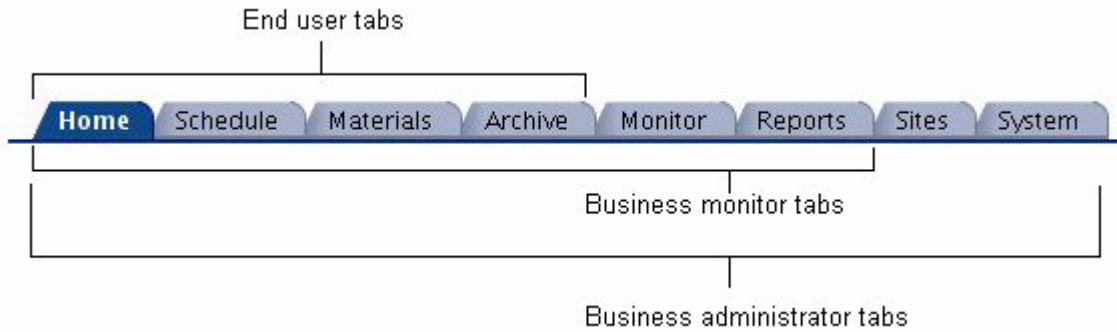 End user tabs
Home Schedule Materials Archive Monitor Reports Sites System
Business monitor tabs
Business administrator tabs